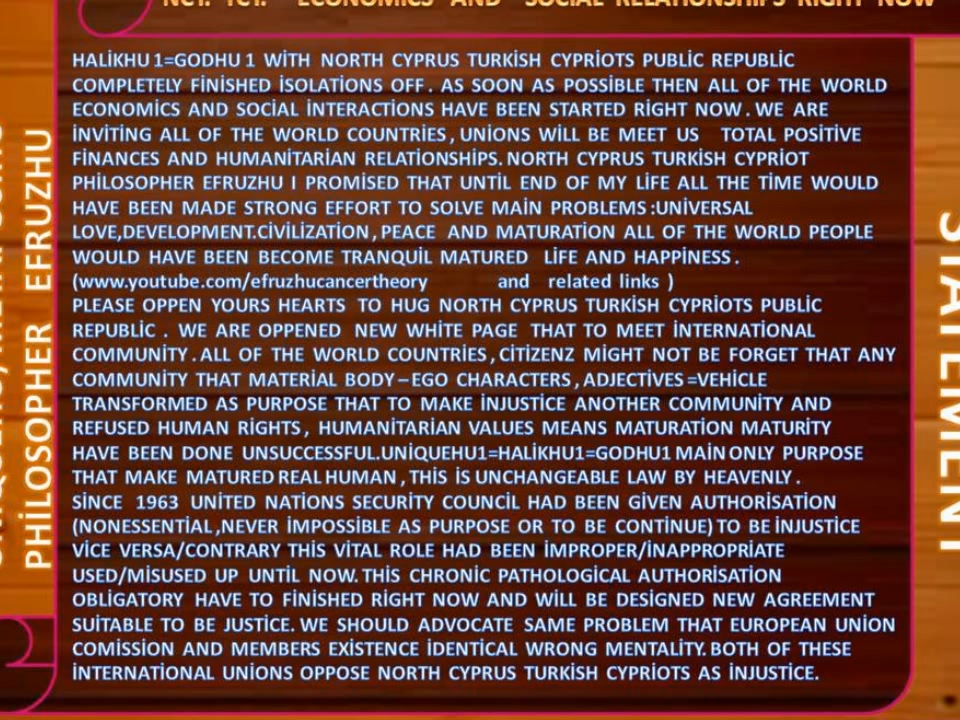 NCT. TCT. ECONOMICS AND SOCIAL RELATIONSHIPS RIGHT NOW
HALİKHU 1=GODHU 1 WİTH NORTH CYPRUS TURKİSH CYPRİOTS PUBLİC REPUBLİC
COMPLETELY FİNİSHED İSOLATİONS OFF . AS SOON AS POSSİBLE THEN ALL OF THE WORLD
ECONOMİCS AND SOCİAL İNTERACTİONS HAVE BEEN STARTED RİGHT NOW . WE ARE
İNVİTİNG ALL OF THE WORLD COUNTRİES , UNİONS WİLL BE MEET US TOTAL POSİTİVE
FİNANCES AND HUMANİTARİAN RELATİONSHİPS. NORTH CYPRUS TURKİSH CYPRİOT
PHİLOSOPHER EFRUZHU I PROMİSED THAT UNTİL END OF MY LİFE ALL THE TİME WOULD
HAVE BEEN MADE STRONG EFFORT TO SOLVE MAİN PROBLEMS :UNİVERSAL
LOVE,DEVELOPMENT.CİVİLİZATİON , PEACE AND MATURATİON ALL OF THE WORLD PEOPLE
WOULD HAVE BEEN BECOME TRANQUİL MATURED LİFE AND HAPPİNESS .
(www.youtube.com/efruzhucancertheory and related links )
PLEASE OPPEN YOURS HEARTS TO HUG NORTH CYPRUS TURKİSH CYPRİOTS PUBLİC
REPUBLİC . WE ARE OPPENED NEW WHİTE PAGE THAT TO MEET İNTERNATİONAL
COMMUNİTY . ALL OF THE WORLD COUNTRİES , CİTİZENZ MİGHT NOT BE FORGET THAT ANY
COMMUNİTY THAT MATERİAL BODY – EGO CHARACTERS , ADJECTİVES =VEHİCLE
TRANSFORMED AS PURPOSE THAT TO MAKE İNJUSTİCE ANOTHER COMMUNİTY AND
REFUSED HUMAN RİGHTS , HUMANİTARİAN VALUES MEANS MATURATİON MATURİTY
HAVE BEEN DONE UNSUCCESSFUL.UNİQUEHU1=HALİKHU1=GODHU1 MAİN ONLY PURPOSE
THAT MAKE MATURED REAL HUMAN , THİS İS UNCHANGEABLE LAW BY HEAVENLY .
SİNCE 1963 UNİTED NATİONS SECURİTY COUNCİL HAD BEEN GİVEN AUTHORİSATİON
(NONESSENTİAL ,NEVER İMPOSSİBLE AS PURPOSE OR TO BE CONTİNUE) TO BE İNJUSTİCE
VİCE VERSA/CONTRARY THİS VİTAL ROLE HAD BEEN İMPROPER/İNAPPROPRİATE
USED/MİSUSED UP UNTİL NOW. THİS CHRONİC PATHOLOGİCAL AUTHORİSATİON
OBLİGATORY HAVE TO FİNİSHED RİGHT NOW AND WİLL BE DESİGNED NEW AGREEMENT
SUİTABLE TO BE JUSTİCE. WE SHOULD ADVOCATE SAME PROBLEM THAT EUROPEAN UNİON
COMİSSİON AND MEMBERS EXİSTENCE İDENTİCAL WRONG MENTALİTY. BOTH OF THESE
İNTERNATİONAL UNİONS OPPOSE NORTH CYPRUS TURKİSH CYPRİOTS AS İNJUSTİCE.
PHİLOSOPHER EFRUZHU
STATEMENT